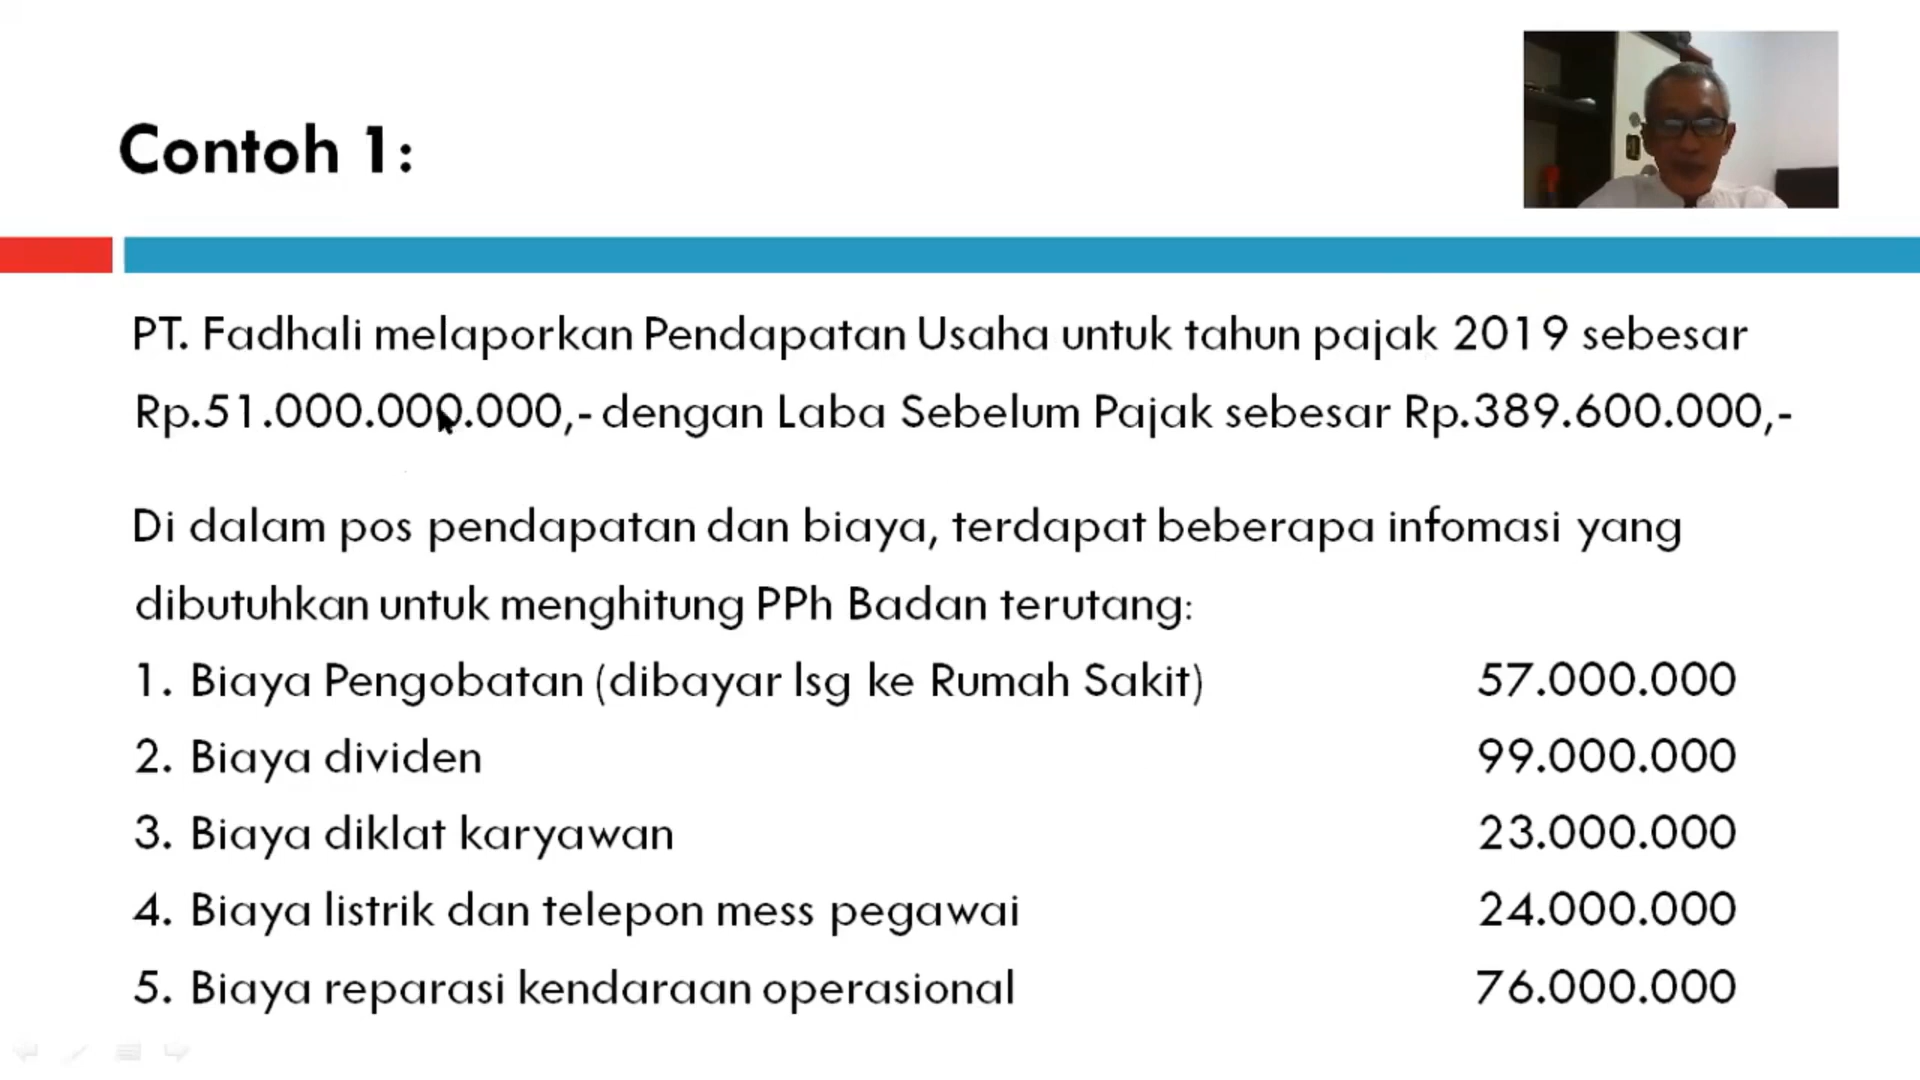 Contoh 1:
PT. Fadhali melaporkan Pendapatan Usaha untuk tahun pajak 2019 sebesar
Rp.51.000.000.000,- dengan Laba Sebelum Pajak sebesar Rp.389.600.000,-
Di dalam pos pendapatan dan biaya, terdapat beberapa infomasi yang
dibutuhkan untuk menghitung PPh Badan terutang:
1. Biaya Pengobatan (dibayar lsg ke Rumah Sakit) 57.000.000
2. Biaya dividen 99.000.000
3. Biaya diklat karyawan 23.000.000
4. Biaya listrik dan telepon mess pegawai 24.000.000
5. Biaya reparasi kendaraan operasional 76.000.000